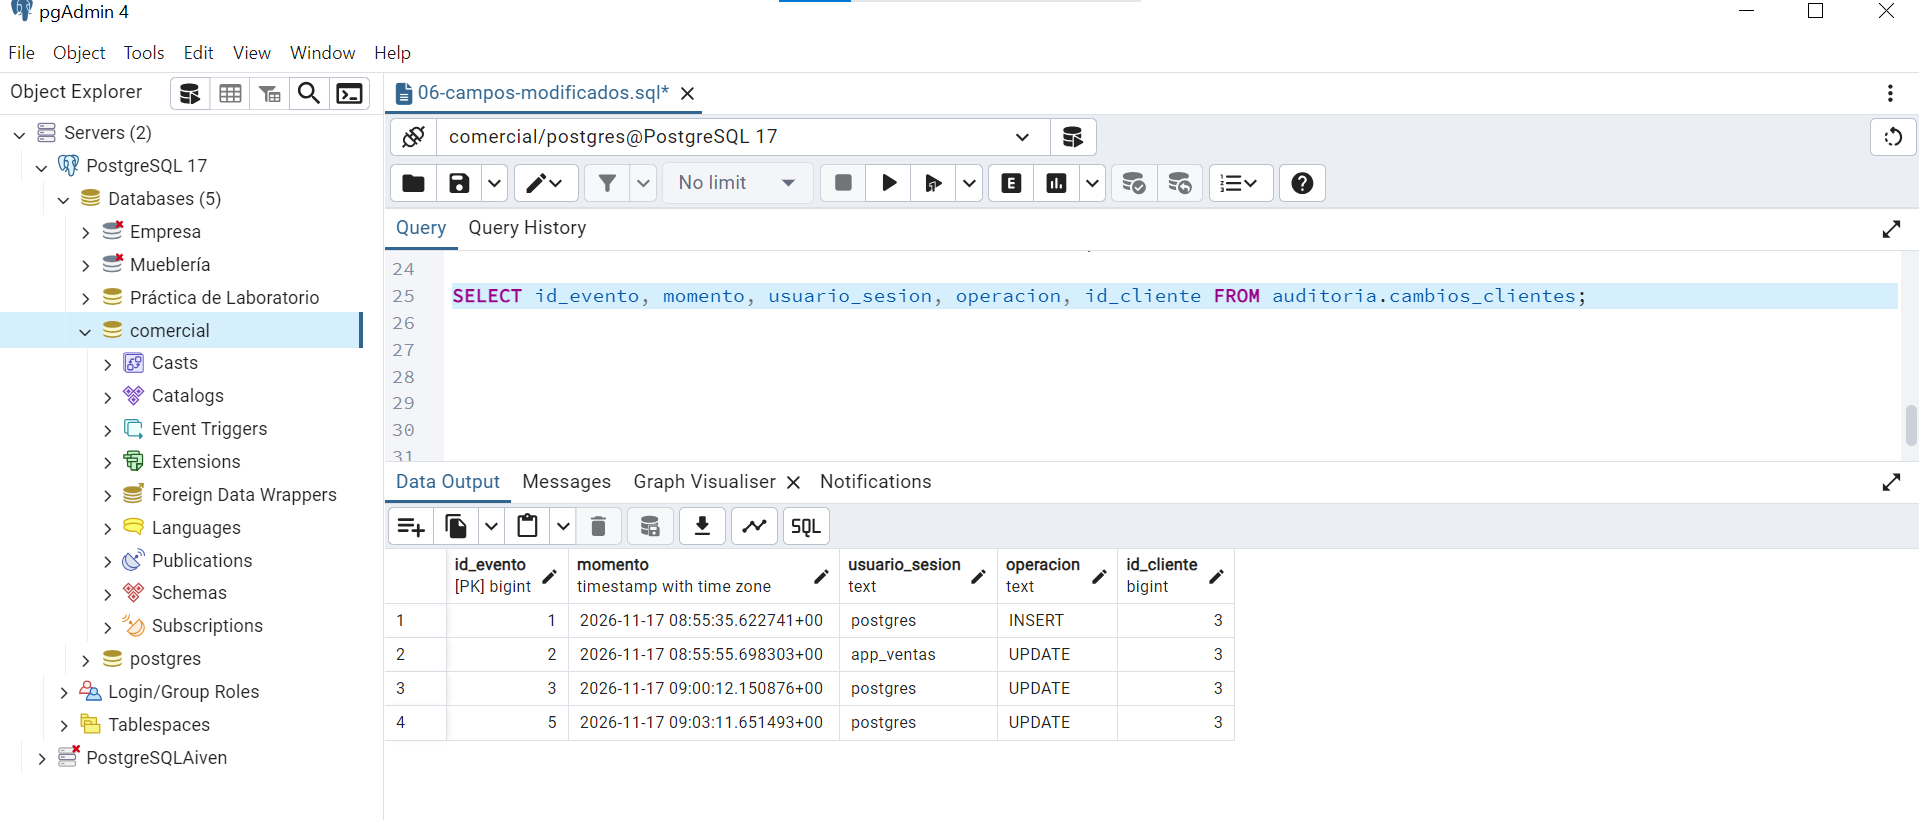 pgAdmin 4
File Object Tools Edit View Window Help
Object Explorer
Servers (2)
PostgreSQL 17
Databases (5)
Empresa
Mueblería
Práctica de Laboratorio
comercial
Casts
Catalogs
Event Triggers
Extensions
Foreign Data Wrappers
Languages
Publications
Schemas
Subscriptions
postgres
Login/Group Roles
Tablespaces
PostgreSQLAiven
06-campos-modificados.sql*
comercial/postgres@PostgreSQL 17
No limit
E
Query Query History
24
25 SELECT id_evento, momento, usuario_sesion, operacion, id_cliente FROM auditoria.cambios_clientes;
26
27
28
29
30
31
Data Output Messages Graph Visualiser Notifications
SQL
id_evento momento usuario_sesion operacion id_cliente
[PK] bigint timestamp with time zone text text bigint
1 1 2026-11-17 08:55:35.622741+00 postgres INSERT 3
2 2 2026-11-17 08:55:55.698303+00 app_ventas UPDATE 3
3 3 2026-11-17 09:00:12.150876+00 postgres UPDATE 3
4 5 2026-11-17 09:03:11.651493+00 postgres UPDATE 3